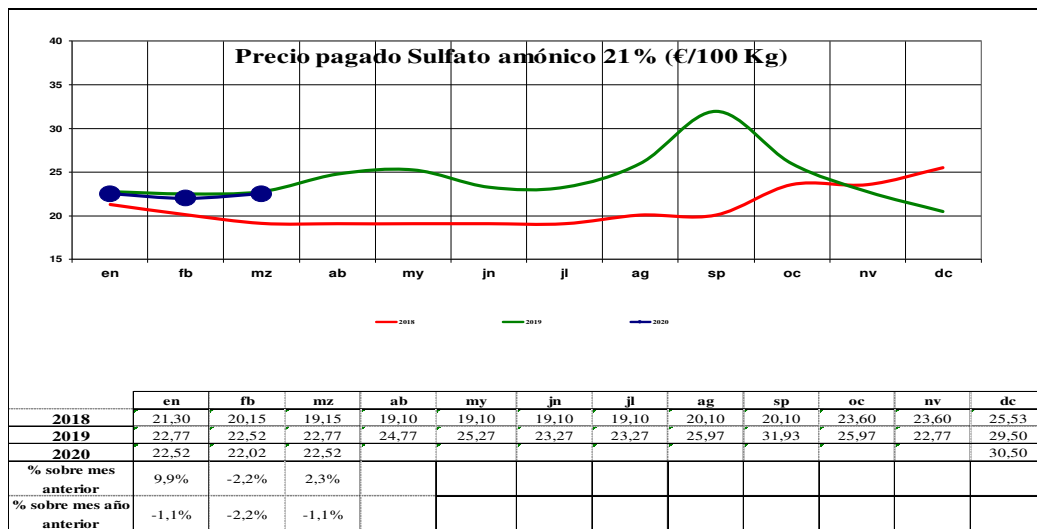 Precio pagado Sulfato amónico 21% (€/100 Kg)
40
35
30
25
20
15
en fb mz ab my jn jl ag sp oc nv dc
2018 2019 2020
en fb mz ab my jn jl ag sp oc nv dc
2018 21,30 20,15 19,15 19,10 19,10 19,10 19,10 20,10 20,10 23,60 23,60 25,53
2019 22,77 22,52 22,77 24,77 25,27 23,27 23,27 25,97 31,93 25,97 22,77 29,50
2020 22,52 22,02 22,52 30,50
% sobre mes
anterior 9,9% -2,2% 2,3%
% sobre mes año
anterior -1,1% -2,2% -1,1%